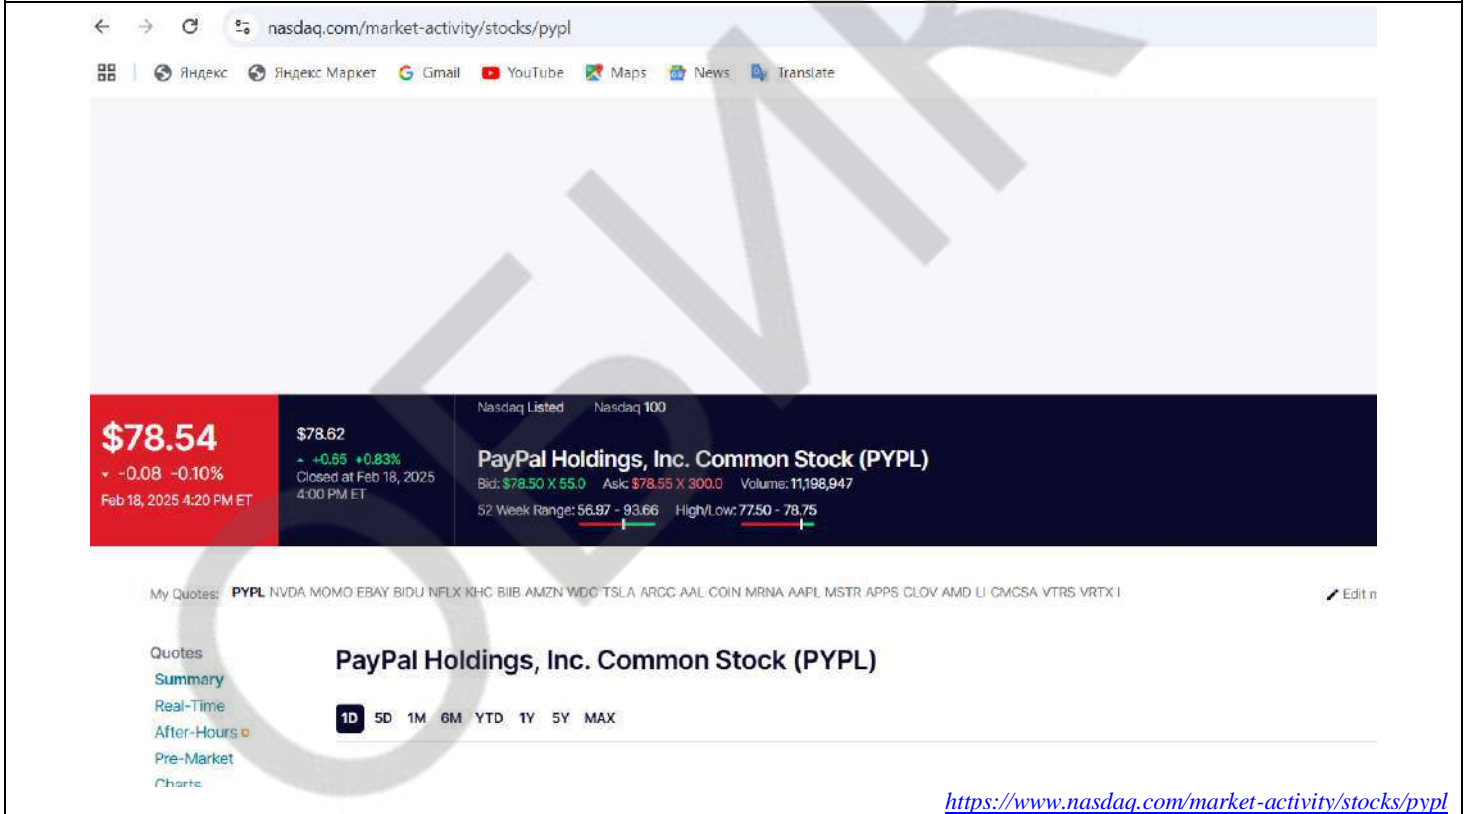 nasdaq.com/market-activity/stocks/pypl
Яндекс Яндекс Маркет Gmail YouTube Maps News Translate
ОБИК
Nasdaq Listed Nasdaq 100
$78.54
-0.08 -0.10%
Feb 18, 2025 4:20 PM ET
$78.62
+0.65 +0.83%
Closed at Feb 18, 2025
4:00 PM ET
PayPal Holdings, Inc. Common Stock (PYPL)
Bid: $78.50 X 55.0 Ask: $78.55 X 300.0 Volume: 11,198,947
52 Week Range: 56.97 - 93.66 High/Low: 77.50 - 78.75
My Quotes: PYPL NVDA MOMO EBAY BIDU NFLX KHC BIIB AMZN WDC TSLA ARCC AAL COIN MRNA AAPL MSTR APPS CLOV AMD LI CMCSA VTRS VRTX
Edit
Quotes
Summary
Real-Time
After-Hours
Pre-Market
Charts
PayPal Holdings, Inc. Common Stock (PYPL)
1D 5D 1M 6M YTD 1Y 5Y MAX
https://www.nasdaq.com/market-activity/stocks/pypl